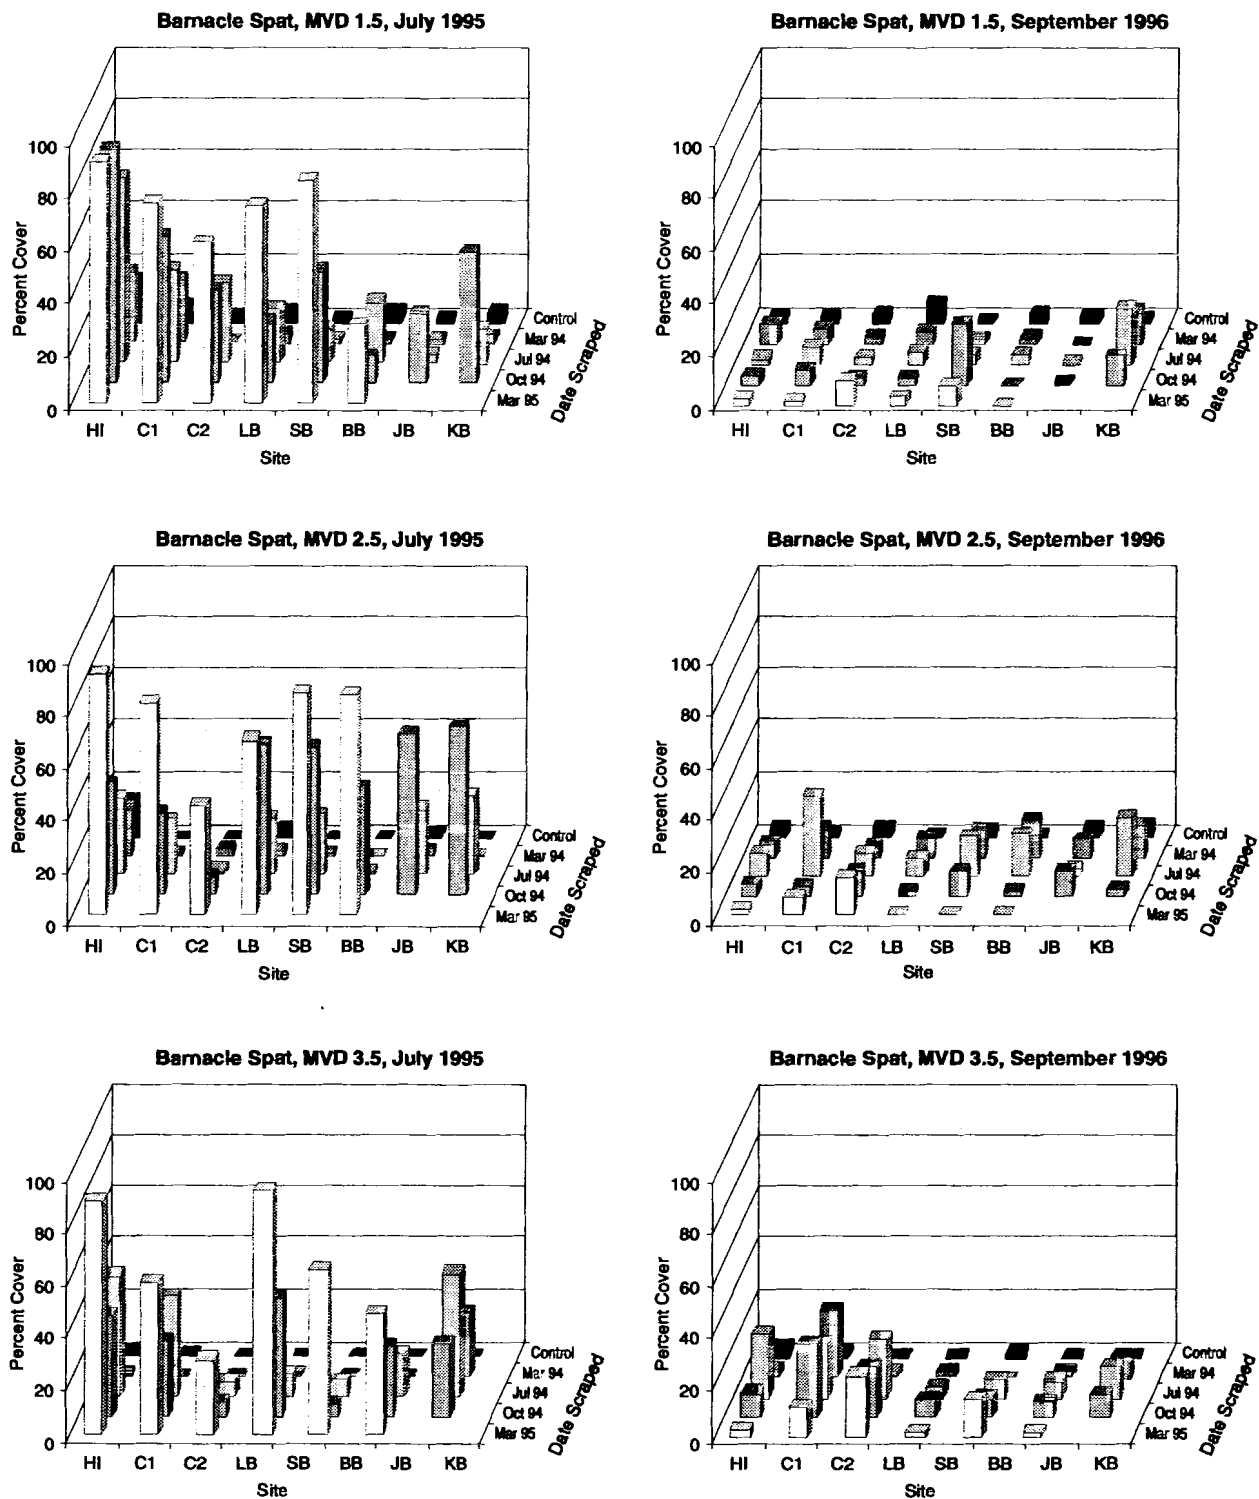 Barnacle Spat, MVD 1.5, July 1995
Percent Cover
100
80
60
40
20
0
HI C1 C2 LB SB BB JB KB
Site
Control
Mar 94
Jul 94
Oct 94
Mar 95
Date Scraped
Barnacle Spat, MVD 1.5, September 1996
Percent Cover
100
80
60
40
20
0
HI C1 C2 LB SB BB JB KB
Site
Control
Mar 94
Jul 94
Oct 94
Mar 95
Date Scraped
Barnacle Spat, MVD 2.5, July 1995
Percent Cover
100
80
60
40
20
0
HI C1 C2 LB SB BB JB KB
Site
Control
Mar 94
Jul 94
Oct 94
Mar 95
Date Scraped
Barnacle Spat, MVD 2.5, September 1996
Percent Cover
100
80
60
40
20
0
HI C1 C2 LB SB BB JB KB
Site
Control
Mar 94
Jul 94
Oct 94
Mar 95
Date Scraped
Barnacle Spat, MVD 3.5, July 1995
Percent Cover
100
80
60
40
20
0
HI C1 C2 LB SB BB JB KB
Site
Control
Mar 94
Jul 94
Oct 94
Mar 95
Date Scraped
Barnacle Spat, MVD 3.5, September 1996
Percent Cover
100
80
60
40
20
0
HI C1 C2 LB SB BB JB KB
Site
Control
Mar 94
Jul 94
Oct 94
Mar 95
Date Scraped